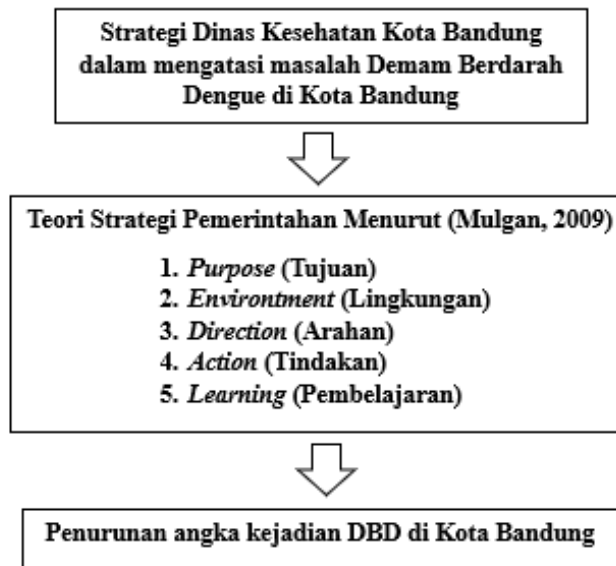 Strategi Dinas Kesehatan Kota Bandung
dalam mengatasi masalah Demam Berdarah
Dengue di Kota Bandung
Teori Strategi Pemerintahan Menurut (Mulgan, 2009)
1. Purpose (Tujuan)
2. Environtment (Lingkungan)
3. Direction (Arahan)
4. Action (Tindakan)
5. Learning (Pembelajaran)
Penurunan angka kejadian DBD di Kota Bandung